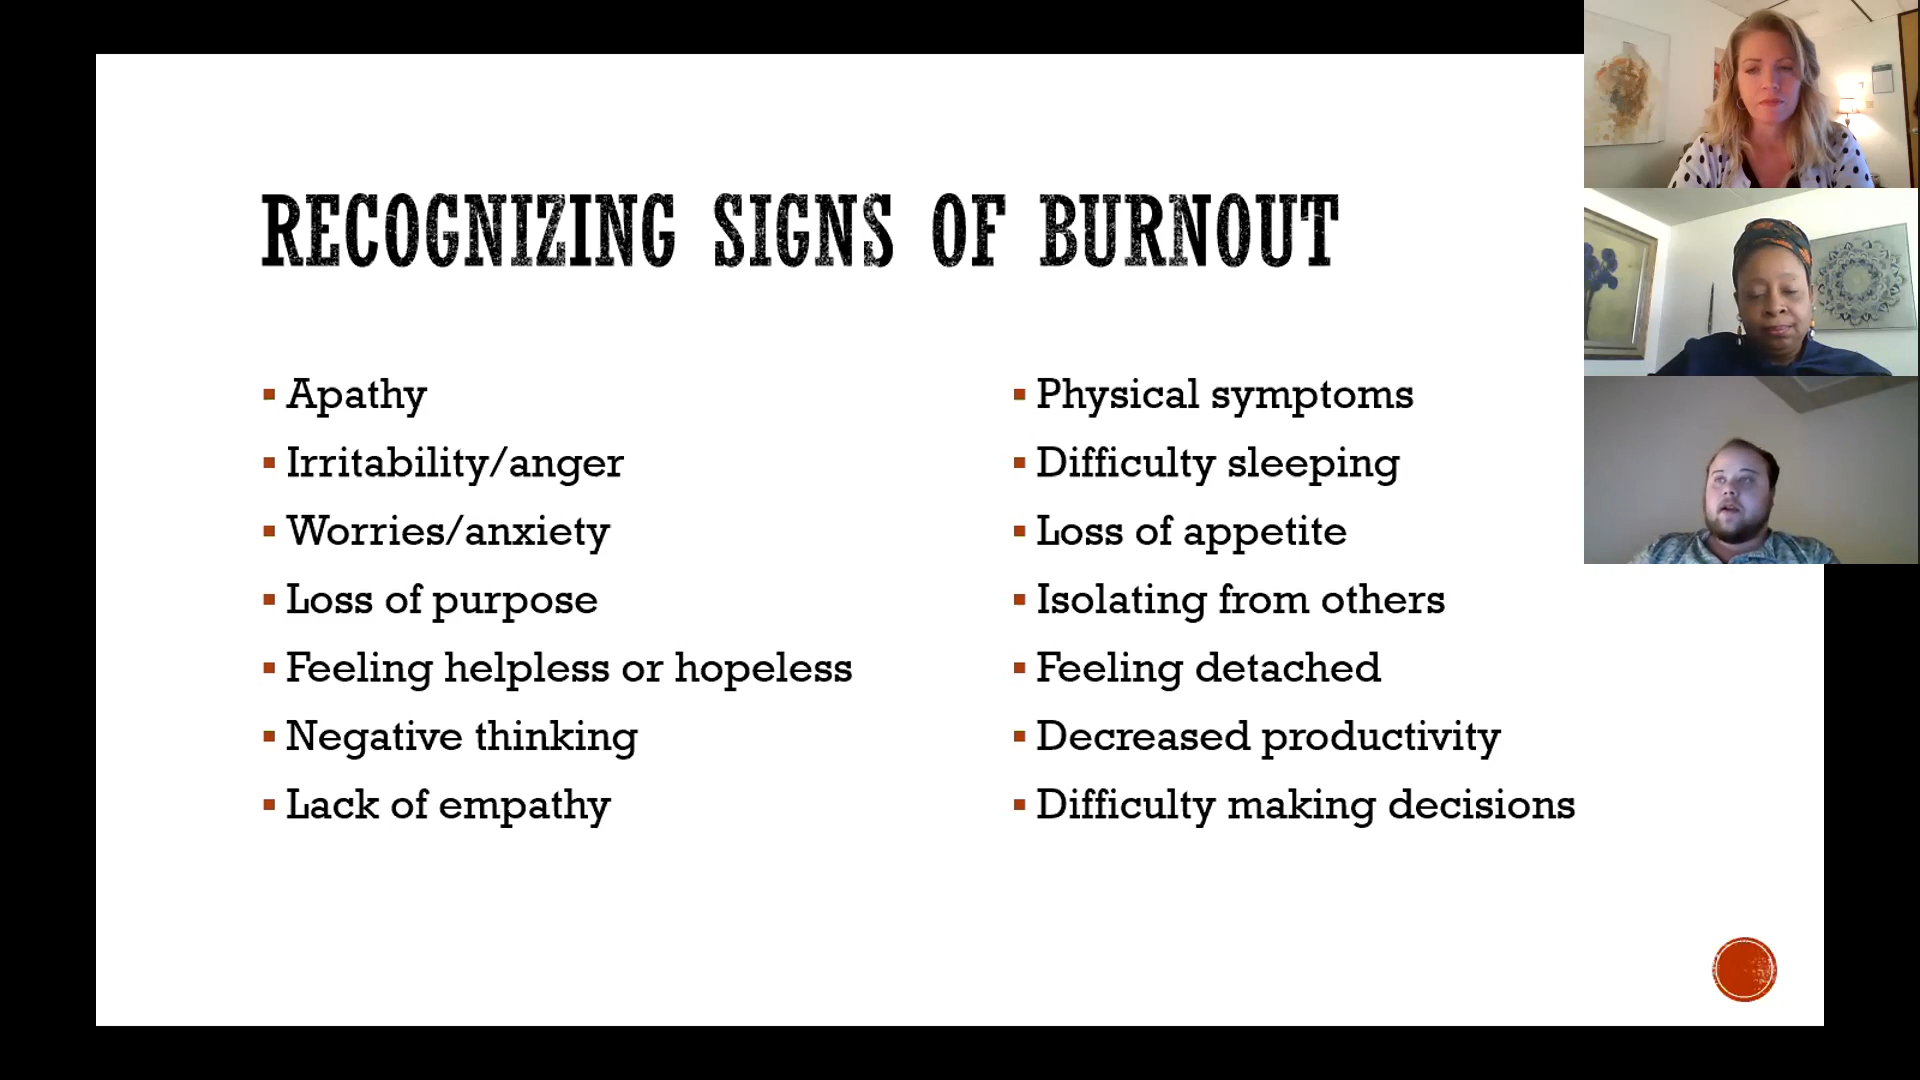 RECOGNIZING SIGNS OF BURNOUT
▪ Apathy
▪ Irritability/anger
▪ Worries/anxiety
▪ Loss of purpose
▪ Feeling helpless or hopeless
▪ Negative thinking
▪ Lack of empathy
▪ Physical symptoms
▪ Difficulty sleeping
▪ Loss of appetite
▪ Isolating from others
▪ Feeling detached
▪ Decreased productivity
▪ Difficulty making decisions